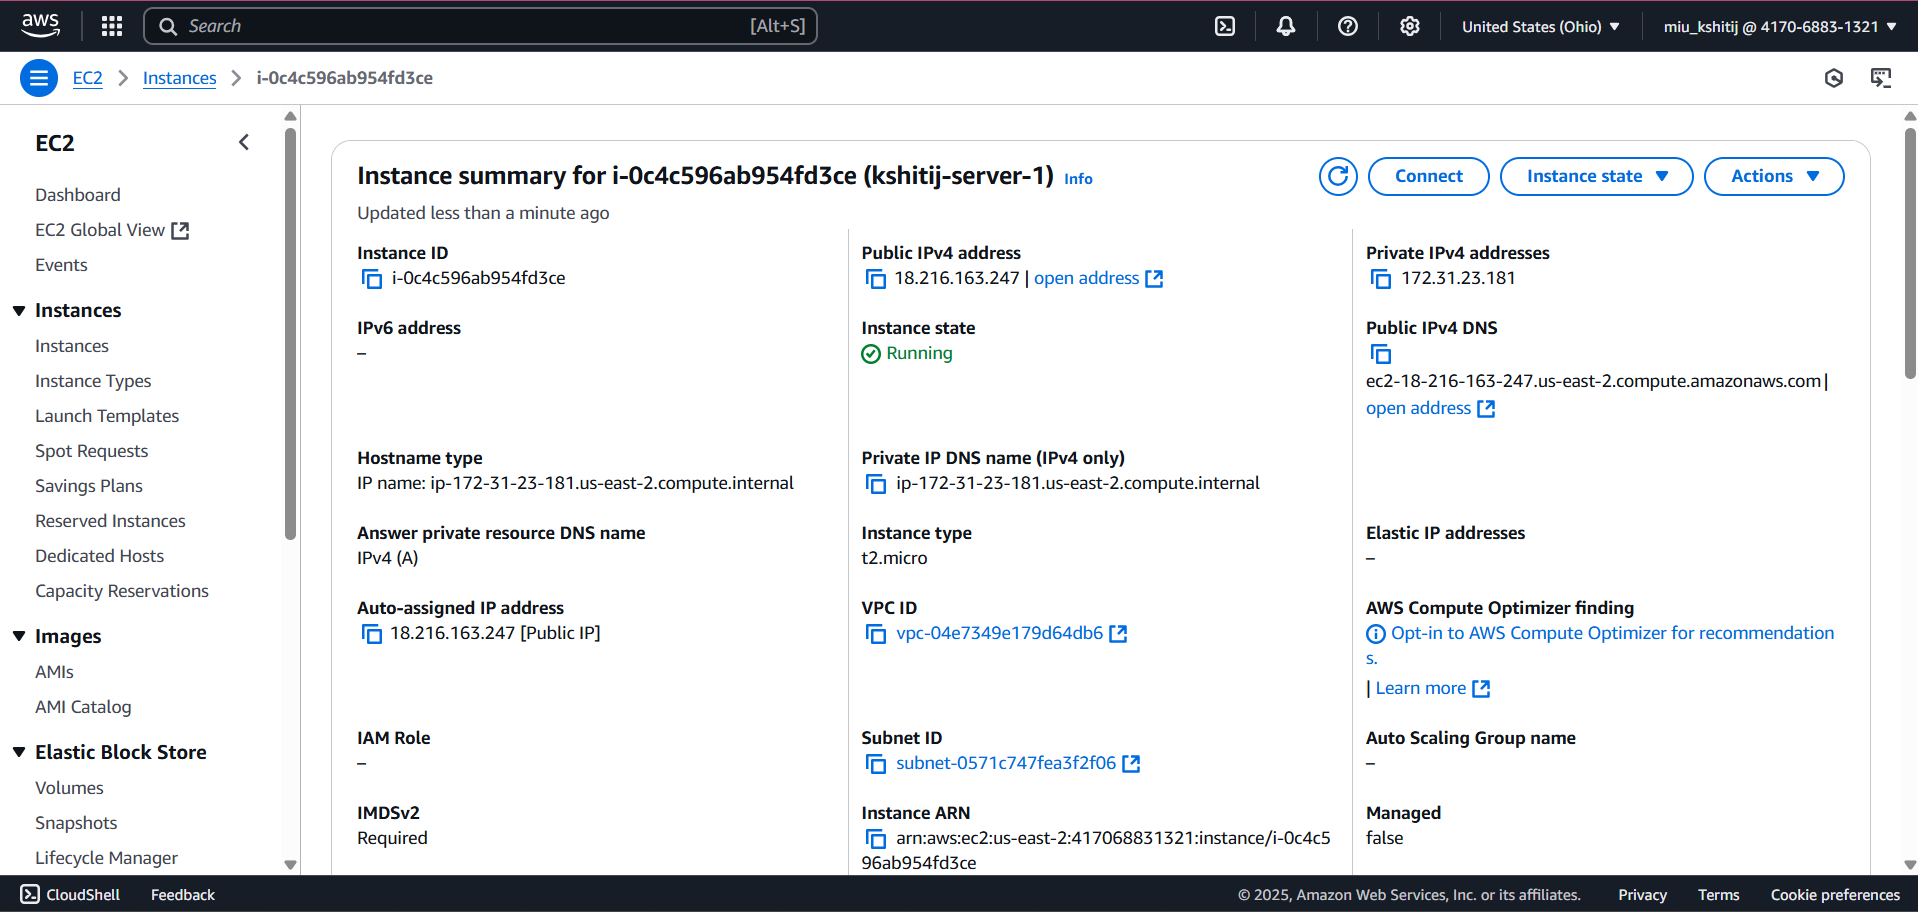 aws
Search [Alt+S]
United States (Ohio)
miu_kshitij @ 4170-6883-1321
EC2
Instances
i-0c4c596ab954fd3ce
EC2
Dashboard
EC2 Global View
Events
Instances
Instances
Instance Types
Launch Templates
Spot Requests
Savings Plans
Reserved Instances
Dedicated Hosts
Capacity Reservations
Images
AMIs
AMI Catalog
Elastic Block Store
Volumes
Snapshots
Lifecycle Manager
Instance summary for i-0c4c596ab954fd3ce (kshitij-server-1) Info
Connect
Instance state
Actions
Updated less than a minute ago
Instance ID
i-0c4c596ab954fd3ce
Public IPv4 address
18.216.163.247 | open address
Private IPv4 addresses
172.31.23.181
IPv6 address
–
Instance state
Running
Public IPv4 DNS
ec2-18-216-163-247.us-east-2.compute.amazonaws.com |
open address
Hostname type
IP name: ip-172-31-23-181.us-east-2.compute.internal
Private IP DNS name (IPv4 only)
ip-172-31-23-181.us-east-2.compute.internal
Answer private resource DNS name
IPv4 (A)
Instance type
t2.micro
Elastic IP addresses
–
Auto-assigned IP address
18.216.163.247 [Public IP]
VPC ID
vpc-04e7349e179d64db6
AWS Compute Optimizer finding
Opt-in to AWS Compute Optimizer for recommendation
s.
| Learn more
IAM Role
–
Subnet ID
subnet-0571c747fea3f2f06
Auto Scaling Group name
–
IMDSv2
Required
Instance ARN
arn:aws:ec2:us-east-2:417068831321:instance/i-0c4c5
96ab954fd3ce
Managed
false
CloudShell
Feedback
© 2025, Amazon Web Services, Inc. or its affiliates.
Privacy
Terms
Cookie preferences